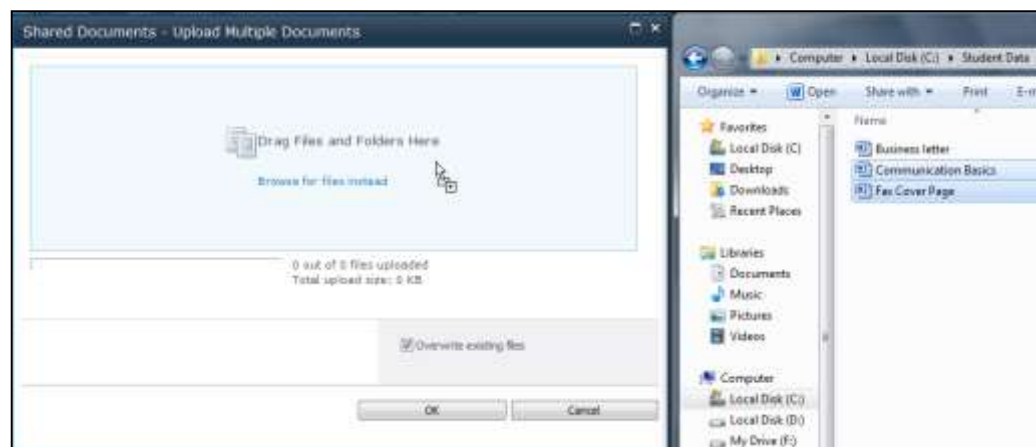 Shared Documents - Upload Multiple Documents
Drag Files and Folders Here
Browse for files instead
0 out of 0 files uploaded
Total upload size: 0 KB
Overwrite existing files
OK
Cancel
Computer
Local Disk (C:)
Student Data
Organize
Open
Share with
Print
E-m
Favorites
Local Disk (C)
Desktop
Downloads
Recent Places
Libraries
Documents
Music
Pictures
Videos
Computer
Local Disk (C:)
Local Disk (D:)
My Drive (F:)
Name
Business letter
Communication Basics
Fax Cover Page